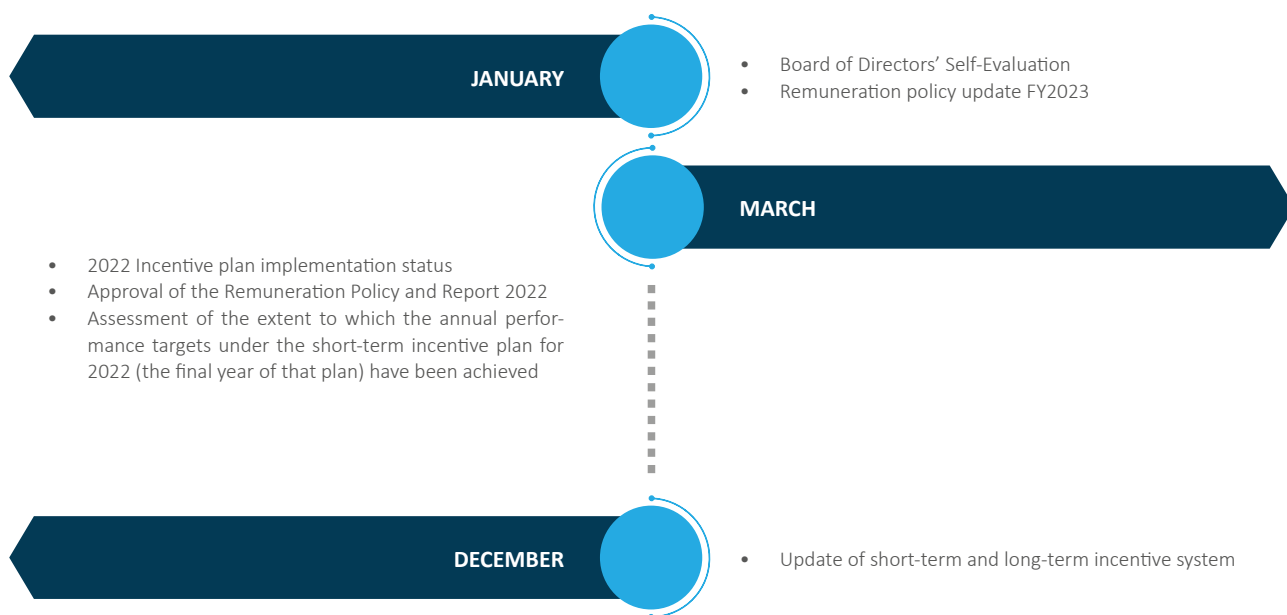 JANUARY
• Board of Directors’ Self-Evaluation
• Remuneration policy update FY2023
MARCH
• 2022 Incentive plan implementation status
• Approval of the Remuneration Policy and Report 2022
• Assessment of the extent to which the annual perfor-
mance targets under the short-term incentive plan for
2022 (the final year of that plan) have been achieved
DECEMBER
• Update of short-term and long-term incentive system